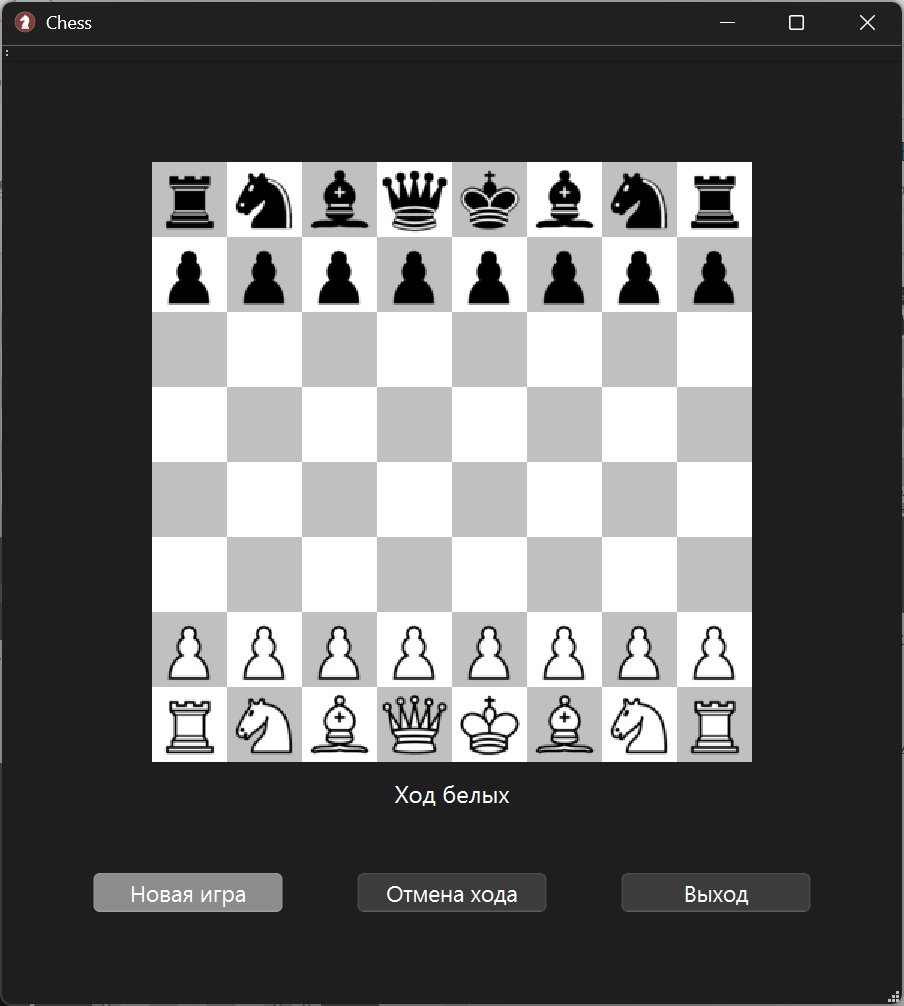 Chess
Ход белых
Новая игра
Отмена хода
Выход